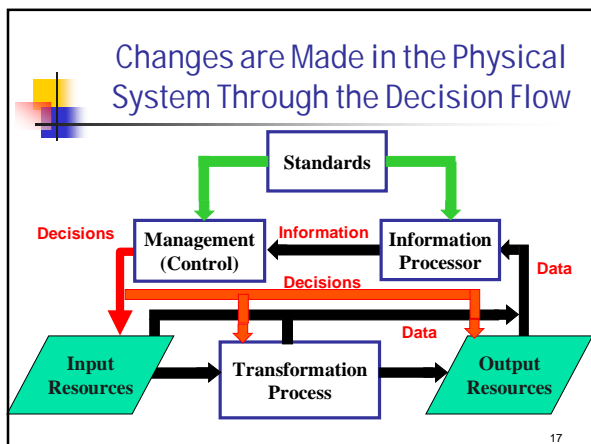 Changes are Made in the Physical
System Through the Decision Flow
Standards
Decisions
Management
(Control)
Information
Information
Processor
Data
Decisions
Data
Input
Resources
Transformation
Process
Output
Resources
17